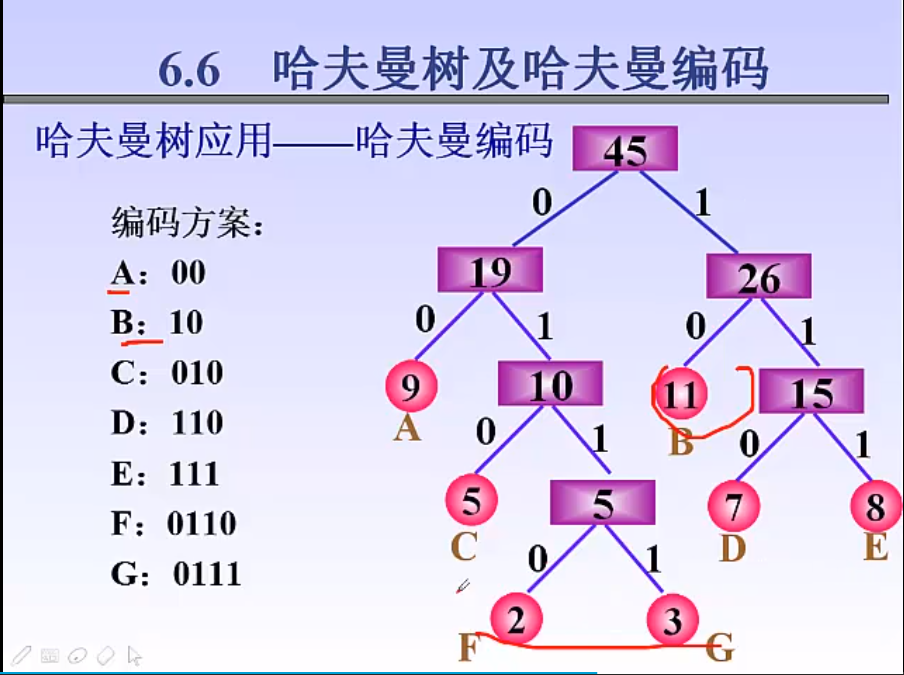 6.6 哈夫曼树及哈夫曼编码
哈夫曼树应用——哈夫曼编码
编码方案：
A：00
B：10
C：010
D：110
E：111
F：0110
G：0111
45
0 1
19 26
0 1 0 1
9 10 11 15
A B
0 1 0 1
5 5 7 8
C D E
0 1
2 3
F G